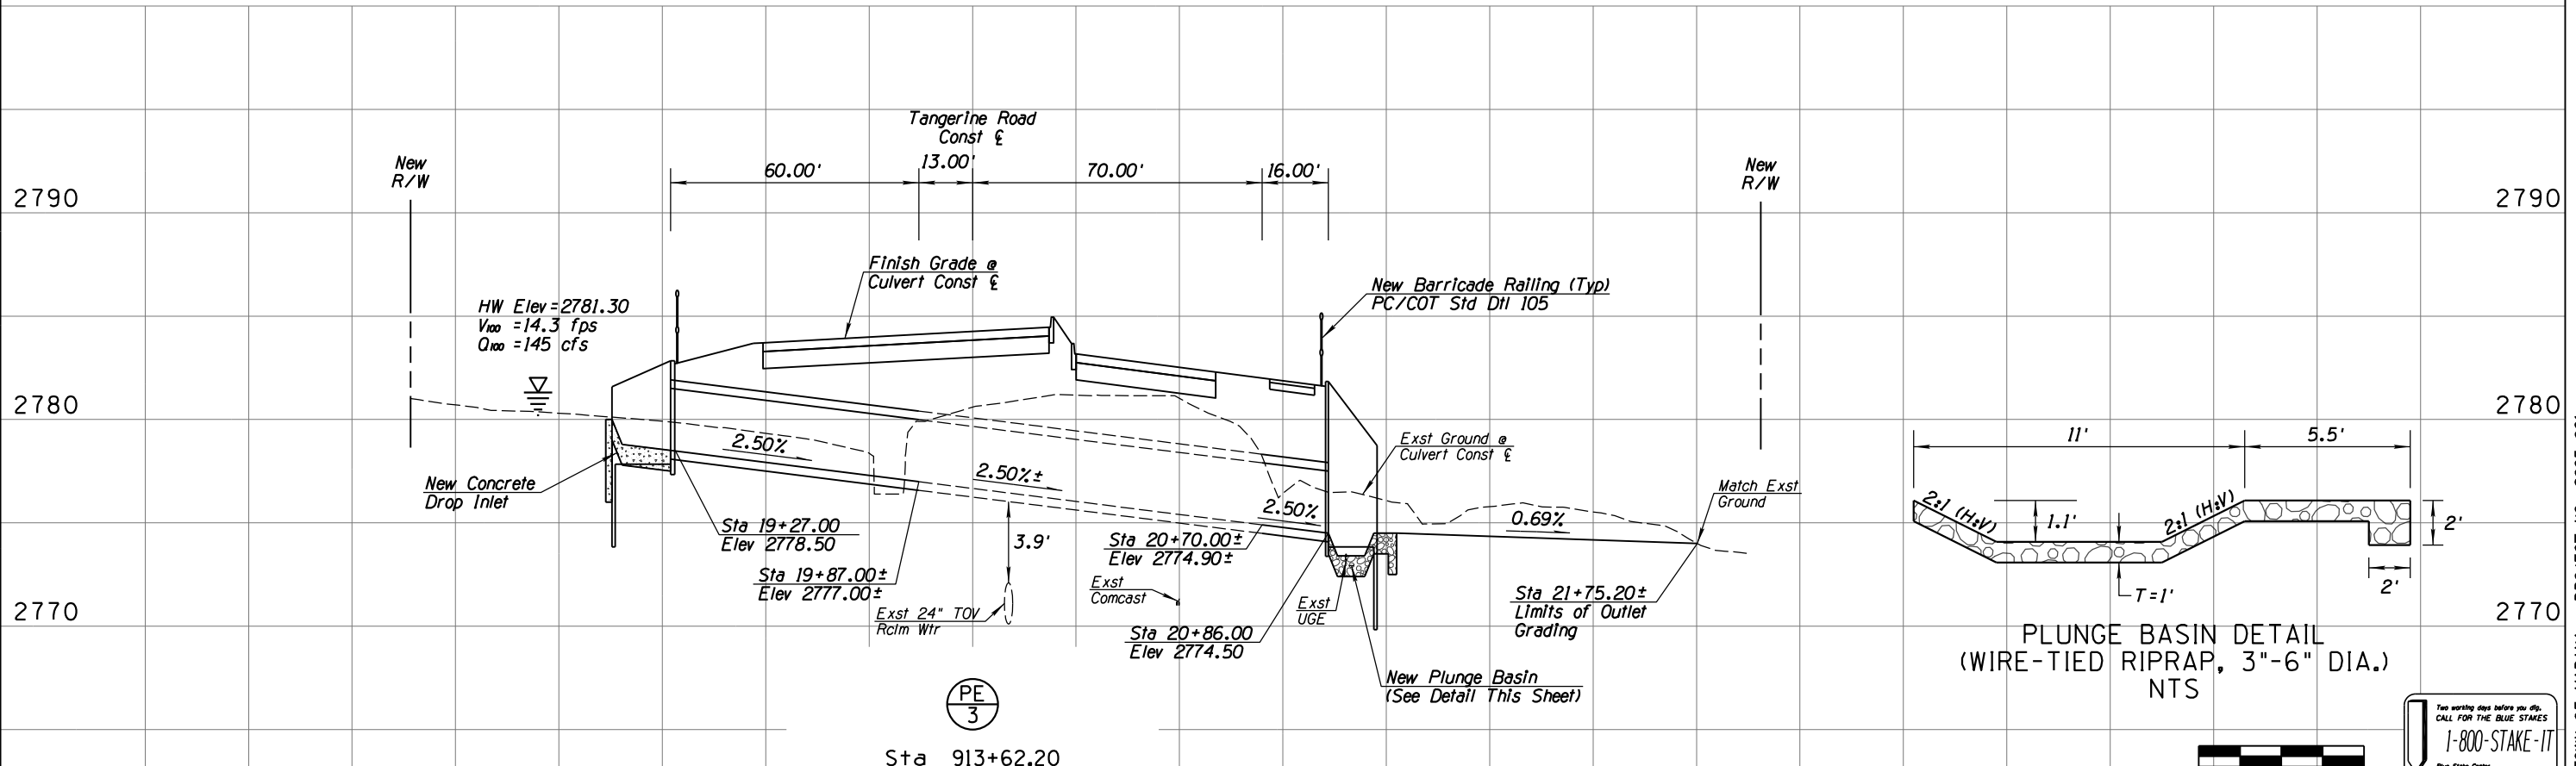 Tangerine Road
Const ℄
New
R/W
60.00'
13.00'
70.00'
16.00'
New
R/W
2790
2790
Finish Grade @
Culvert Const ℄
New Barricade Railing (Typ)
PC/COT Std Dtl 105
HW Elev=2781.30
V100 =14.3 fps
Q100 =145 cfs
2780
2780
2.50%
2.50%±
2.50%
0.69%
Exst Ground @
Culvert Const ℄
New Concrete
Drop Inlet
Match Exst
Ground
11'
5.5'
2:1 (H:V)
1.1'
2:1 (H:V)
2'
2'
T=1'
Sta 19+27.00
Elev 2778.50
3.9'
Sta 20+70.00±
Elev 2774.90±
Sta 19+87.00±
Elev 2777.00±
Exst
Comcast
Exst 24" TOV
Rclm Wtr
Exst
UGE
Sta 21+75.20±
Limits of Outlet
Grading
2770
2770
Sta 20+86.00
Elev 2774.50
New Plunge Basin
(See Detail This Sheet)
PLUNGE BASIN DETAIL
(WIRE-TIED RIPRAP, 3"-6" DIA.)
NTS
PE
3
Sta 913+62.20
Two working days before you dig,
CALL FOR THE BLUE STAKES
1-800-STAKE-IT